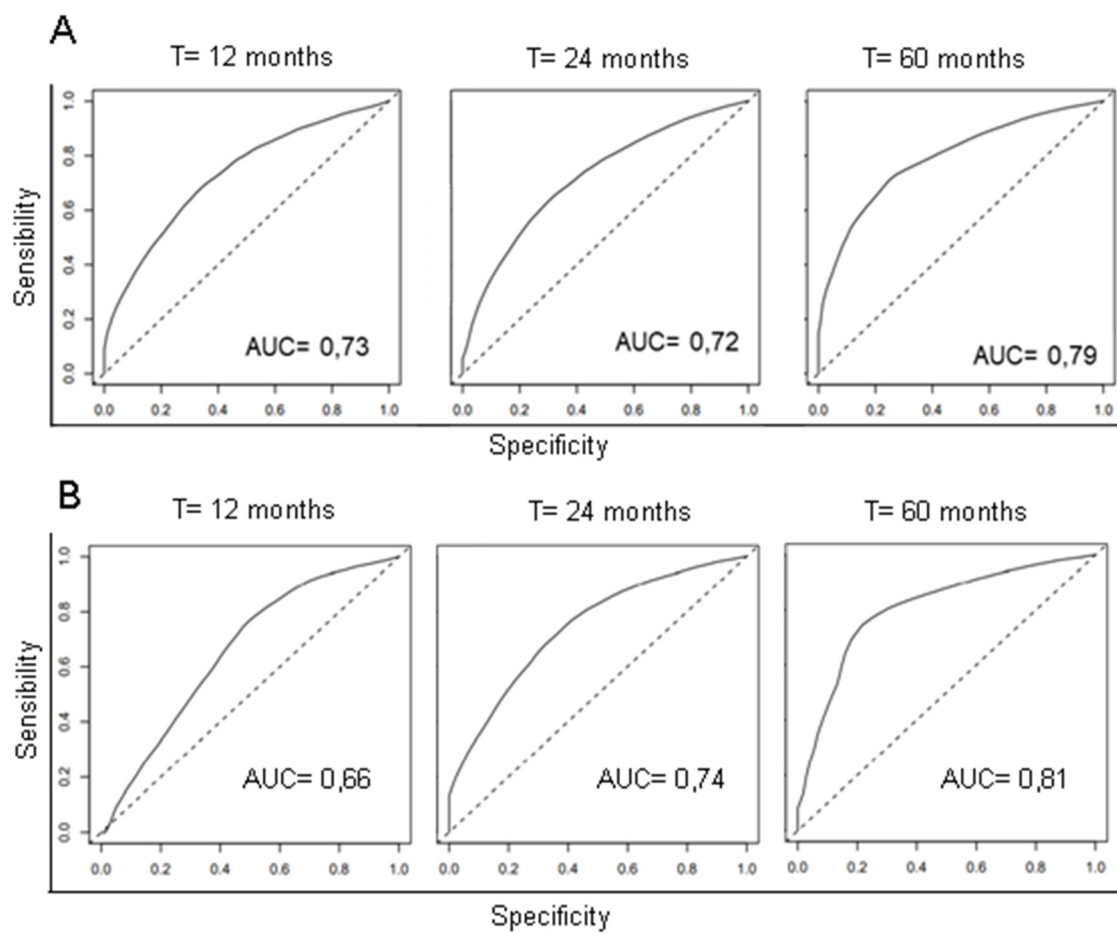 A
T= 12 months
T= 24 months
T= 60 months
Sensibility
1.0
0.8
0.6
0.4
0.2
0.0
AUC= 0,73
AUC= 0,72
AUC= 0,79
0.0 0.2 0.4 0.6 0.8 1.0
0.0 0.2 0.4 0.6 0.8 1.0
0.0 0.2 0.4 0.6 0.8 1.0
Specificity
B
T= 12 months
T= 24 months
T= 60 months
Sensibility
1.0
0.8
0.6
0.4
0.2
0.0
AUC= 0,66
AUC= 0,74
AUC= 0,81
0.0 0.2 0.4 0.6 0.8 1.0
0.0 0.2 0.4 0.6 0.8 1.0
0.0 0.2 0.4 0.6 0.8 1.0
Specificity